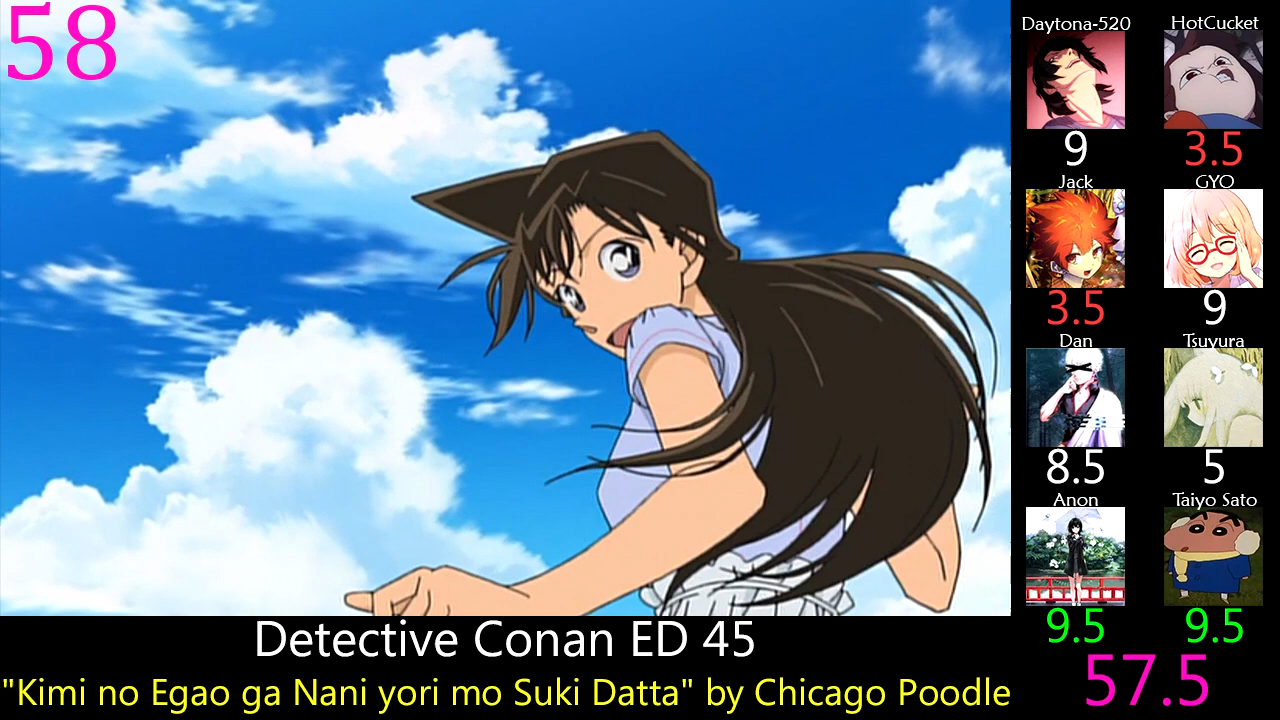 58
Daytona-520
HotCucket
9
3.5
Jack
GYO
3.5
9
Dan
Tsuyura
8.5
5
Anon
Taiyo Sato
9.5
9.5
57.5
Detective Conan ED 45
"Kimi no Egao ga Nani yori mo Suki Datta" by Chicago Poodle